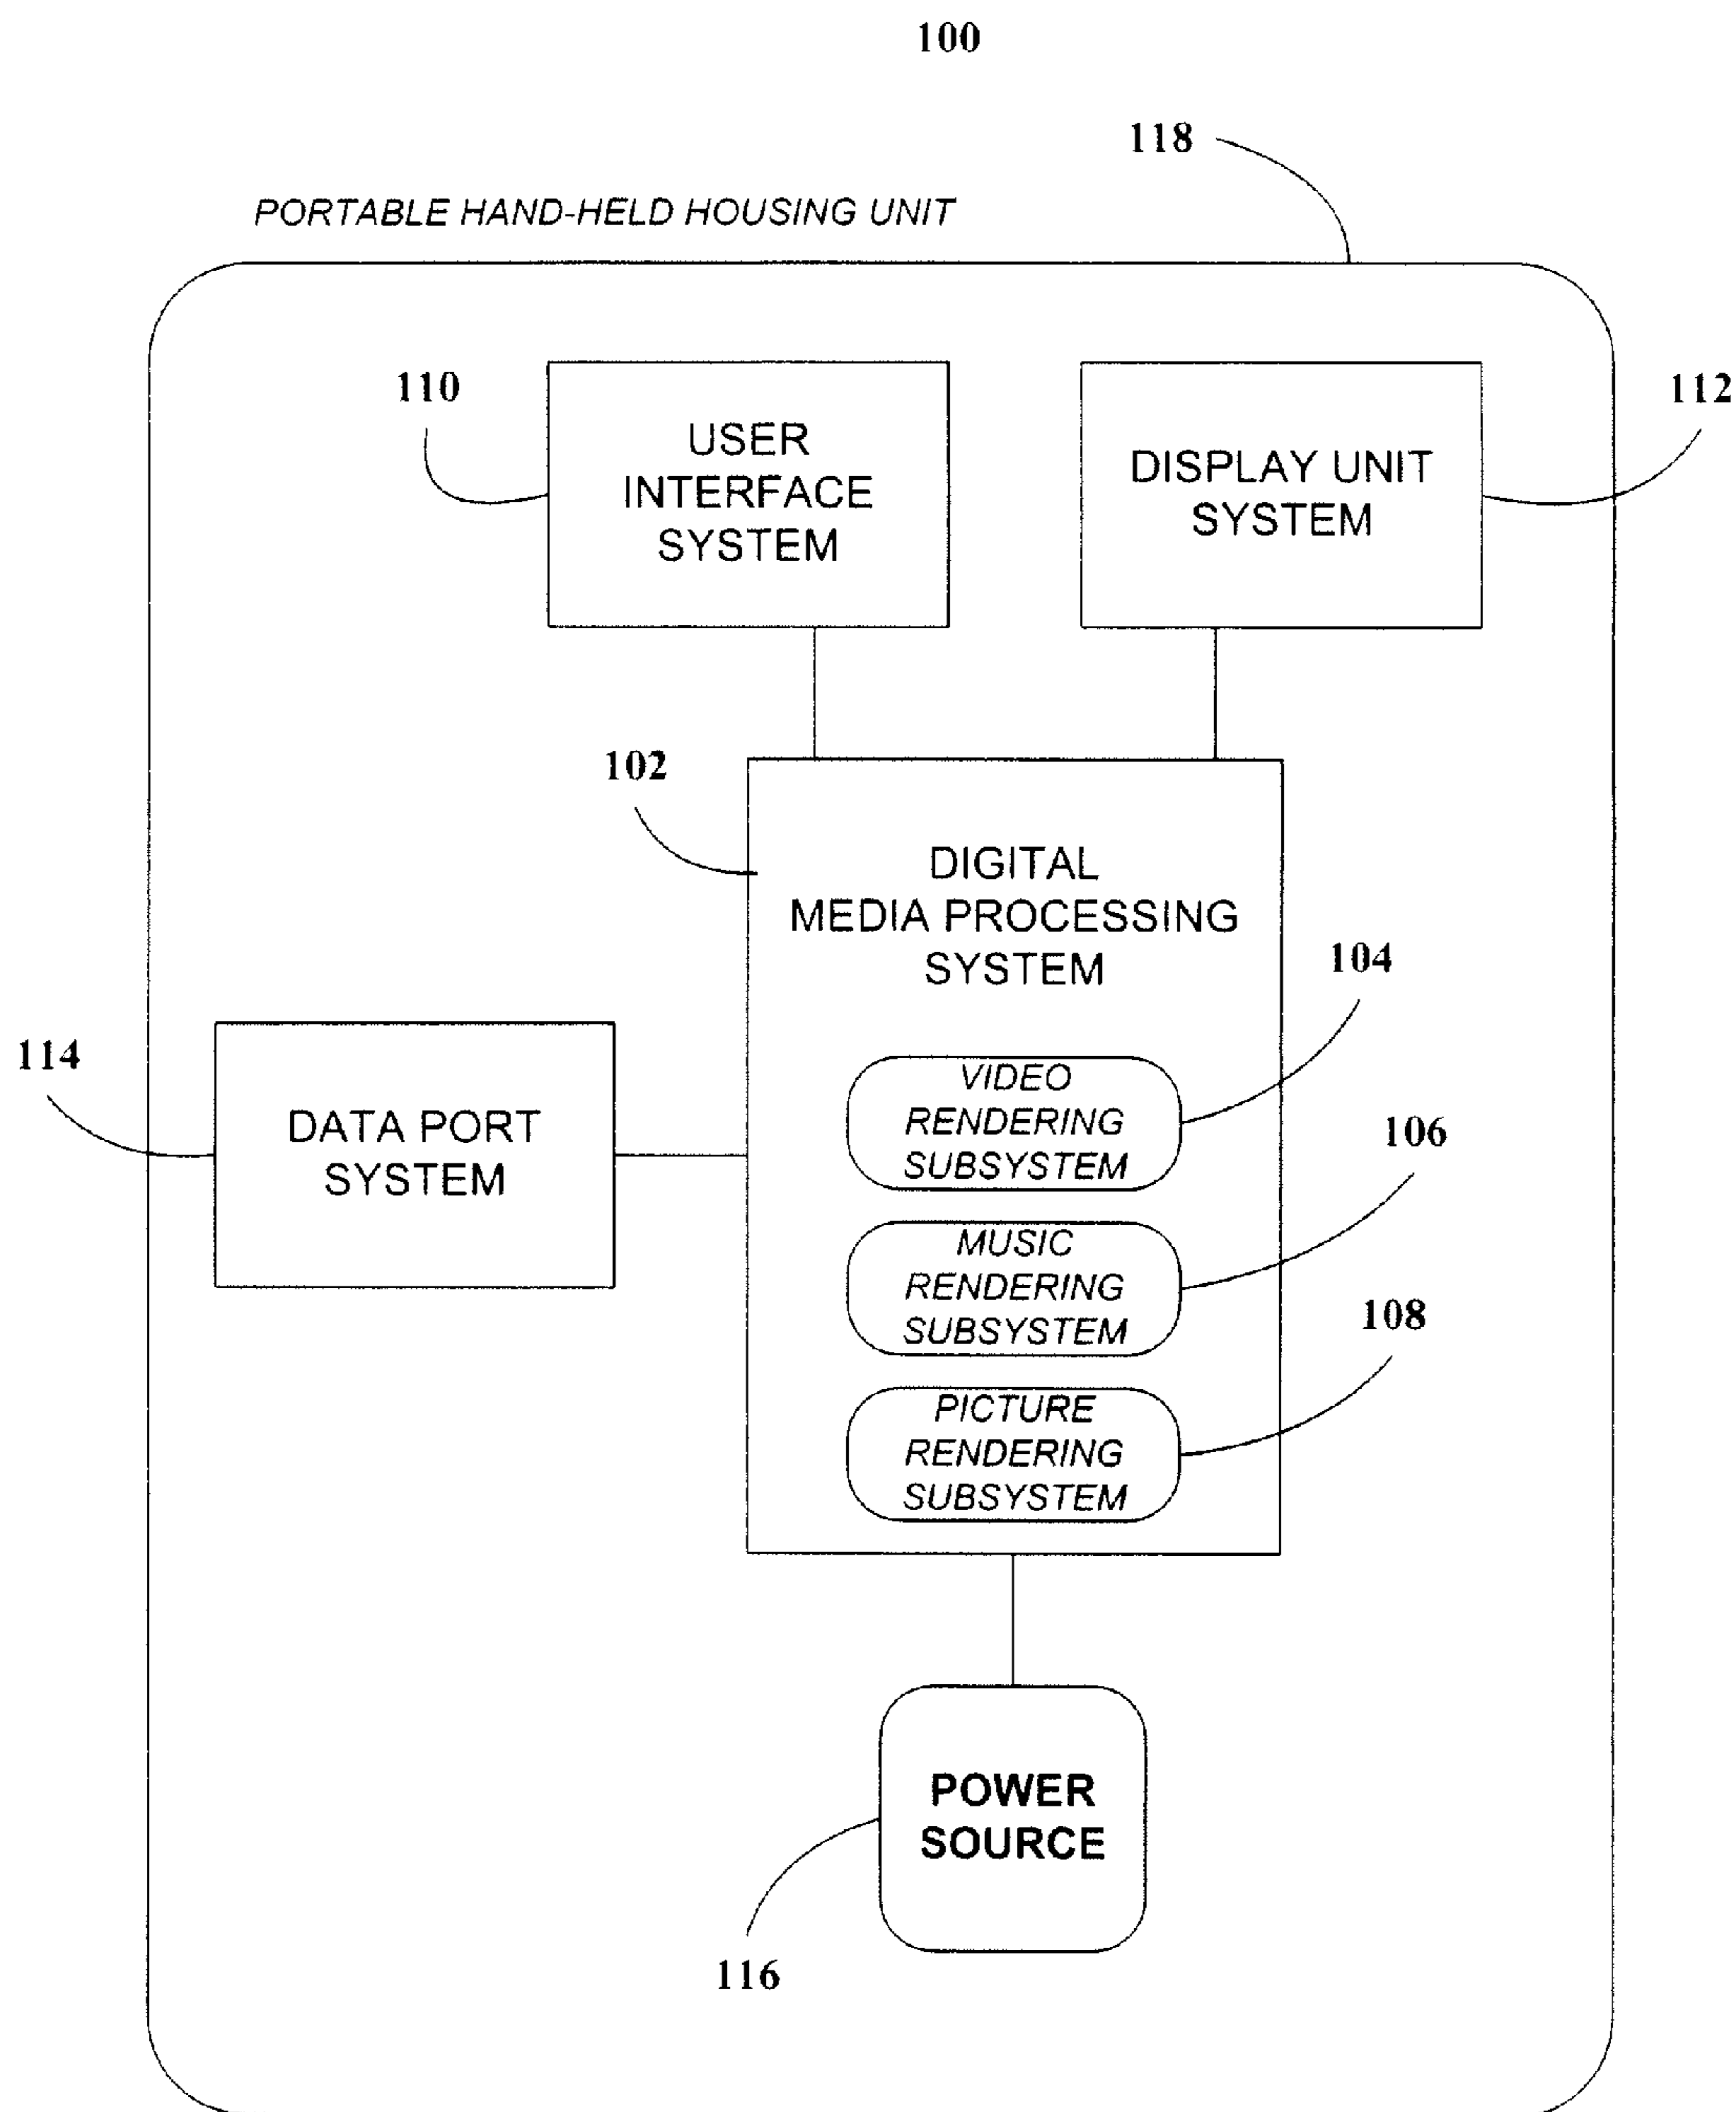 100
118
PORTABLE HAND-HELD HOUSING UNIT
110
USER
INTERFACE
SYSTEM
DISPLAY UNIT
SYSTEM
112
102
DIGITAL
MEDIA PROCESSING
SYSTEM
104
114
DATA PORT
SYSTEM
VIDEO
RENDERING
SUBSYSTEM
106
MUSIC
RENDERING
SUBSYSTEM
108
PICTURE
RENDERING
SUBSYSTEM
POWER
SOURCE
116